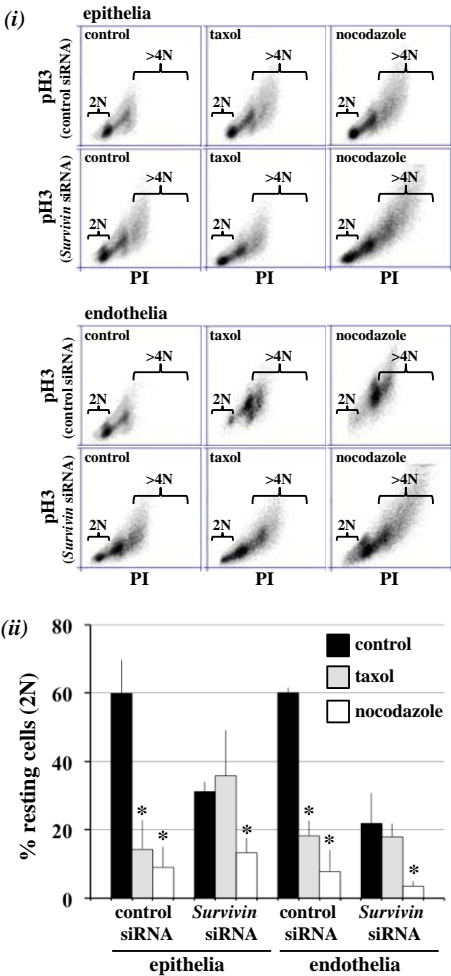 (i)
epithelia
pH3
(control siRNA)
control
2N
>4N
taxol
2N
>4N
nocodazole
2N
>4N
pH3
(Survivin siRNA)
control
2N
>4N
taxol
2N
>4N
nocodazole
2N
>4N
PI PI PI
endothelia
pH3
(control siRNA)
control
2N
>4N
taxol
2N
>4N
nocodazole
2N
>4N
pH3
(Survivin siRNA)
control
2N
>4N
taxol
2N
>4N
nocodazole
2N
>4N
PI PI PI
(ii)
% resting cells (2N)
80
60
40
20
0
control
taxol
nocodazole
* * * * * *
control Survivin control Survivin
siRNA siRNA siRNA siRNA
epithelia endothelia